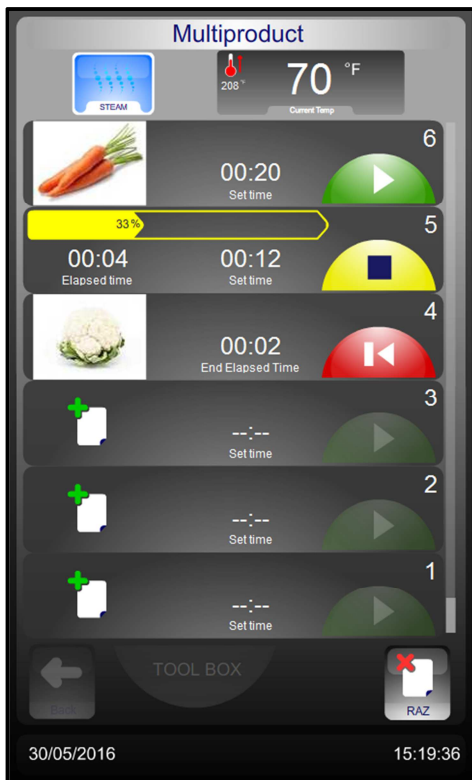 Multiproduct
STEAM
208 °F
70 °F
Current Temp
6
00:20
Set time
33%
5
00:04
Elapsed time
00:12
Set time
4
00:02
End Elapsed Time
3
--:--
Set time
2
--:--
Set time
1
--:--
Set time
Back
TOOL BOX
RAZ
30/05/2016
15:19:36